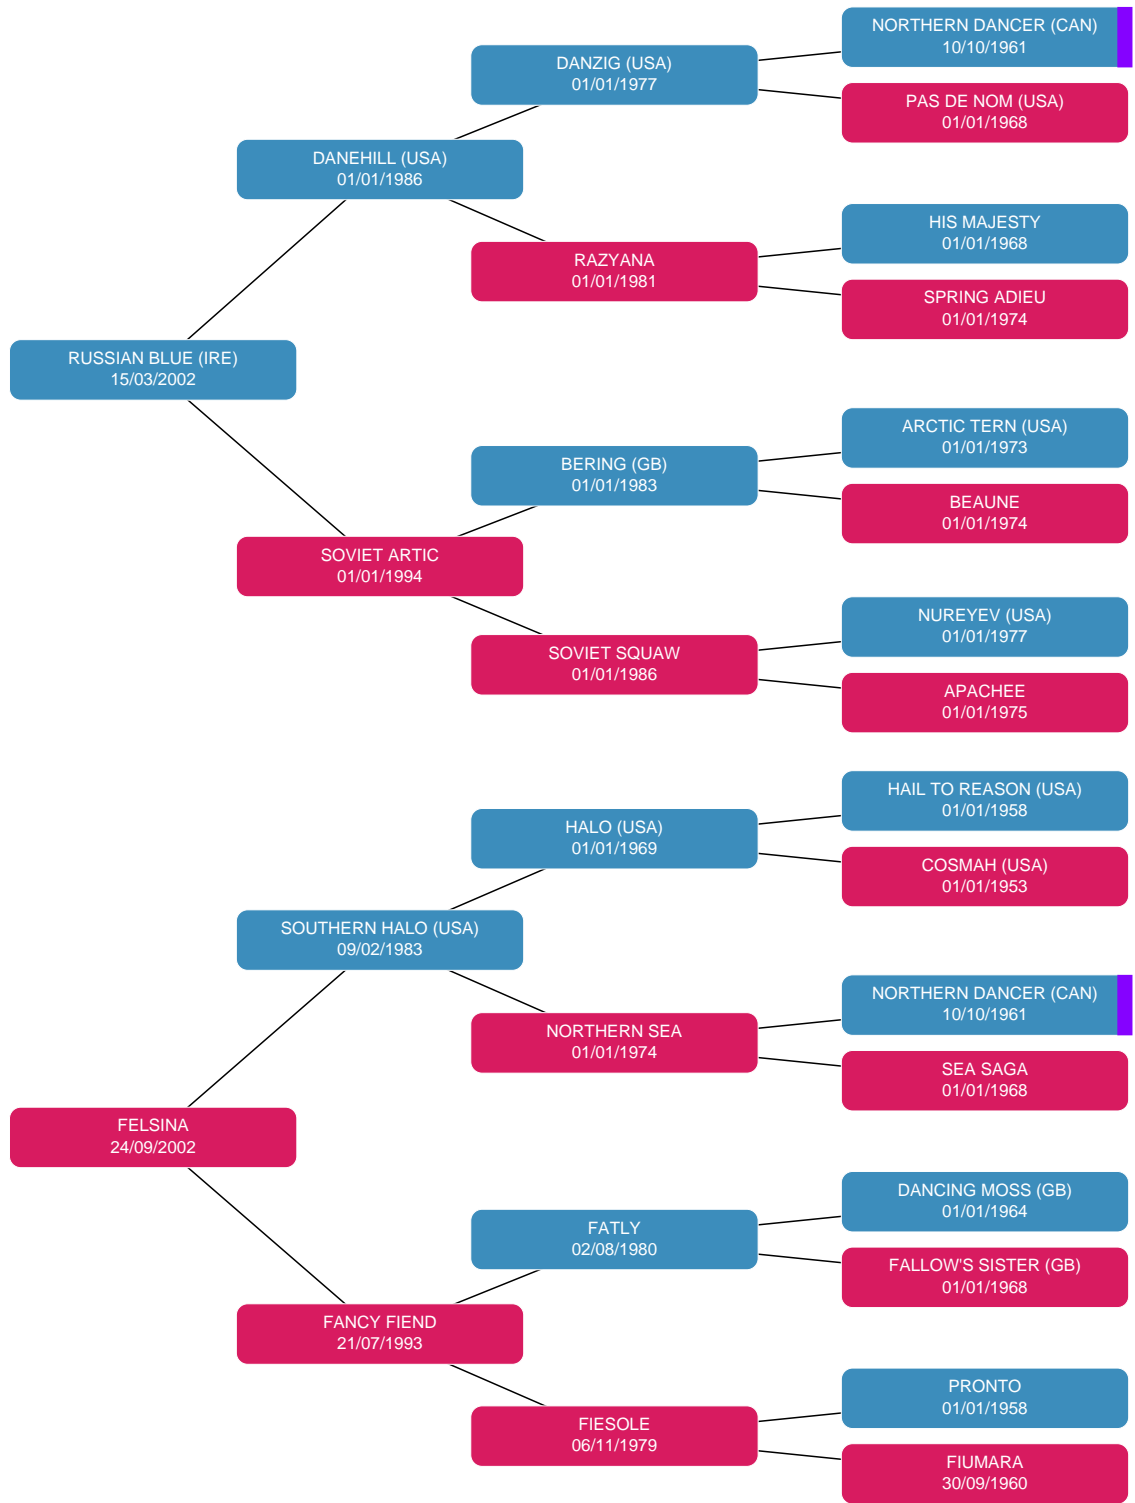 NORTHERN DANCER (CAN)
10/10/1961
DANZIG (USA)
01/01/1977
PAS DE NOM (USA)
01/01/1968
DANEHILL (USA)
01/01/1986
HIS MAJESTY
01/01/1968
RAZYANA
01/01/1981
SPRING ADIEU
01/01/1974
RUSSIAN BLUE (IRE)
15/03/2002
ARCTIC TERN (USA)
01/01/1973
BERING (GB)
01/01/1983
BEAUNE
01/01/1974
SOVIET ARTIC
01/01/1994
NUREYEV (USA)
01/01/1977
SOVIET SQUAW
01/01/1986
APACHEE
01/01/1975
HAIL TO REASON (USA)
01/01/1958
HALO (USA)
01/01/1969
COSMAH (USA)
01/01/1953
SOUTHERN HALO (USA)
09/02/1983
NORTHERN DANCER (CAN)
10/10/1961
NORTHERN SEA
01/01/1974
SEA SAGA
01/01/1968
FELSINA
24/09/2002
DANCING MOSS (GB)
01/01/1964
FATLY
02/08/1980
FALLOW'S SISTER (GB)
01/01/1968
FANCY FIEND
21/07/1993
PRONTO
01/01/1958
FIESOLE
06/11/1979
FIUMARA
30/09/1960